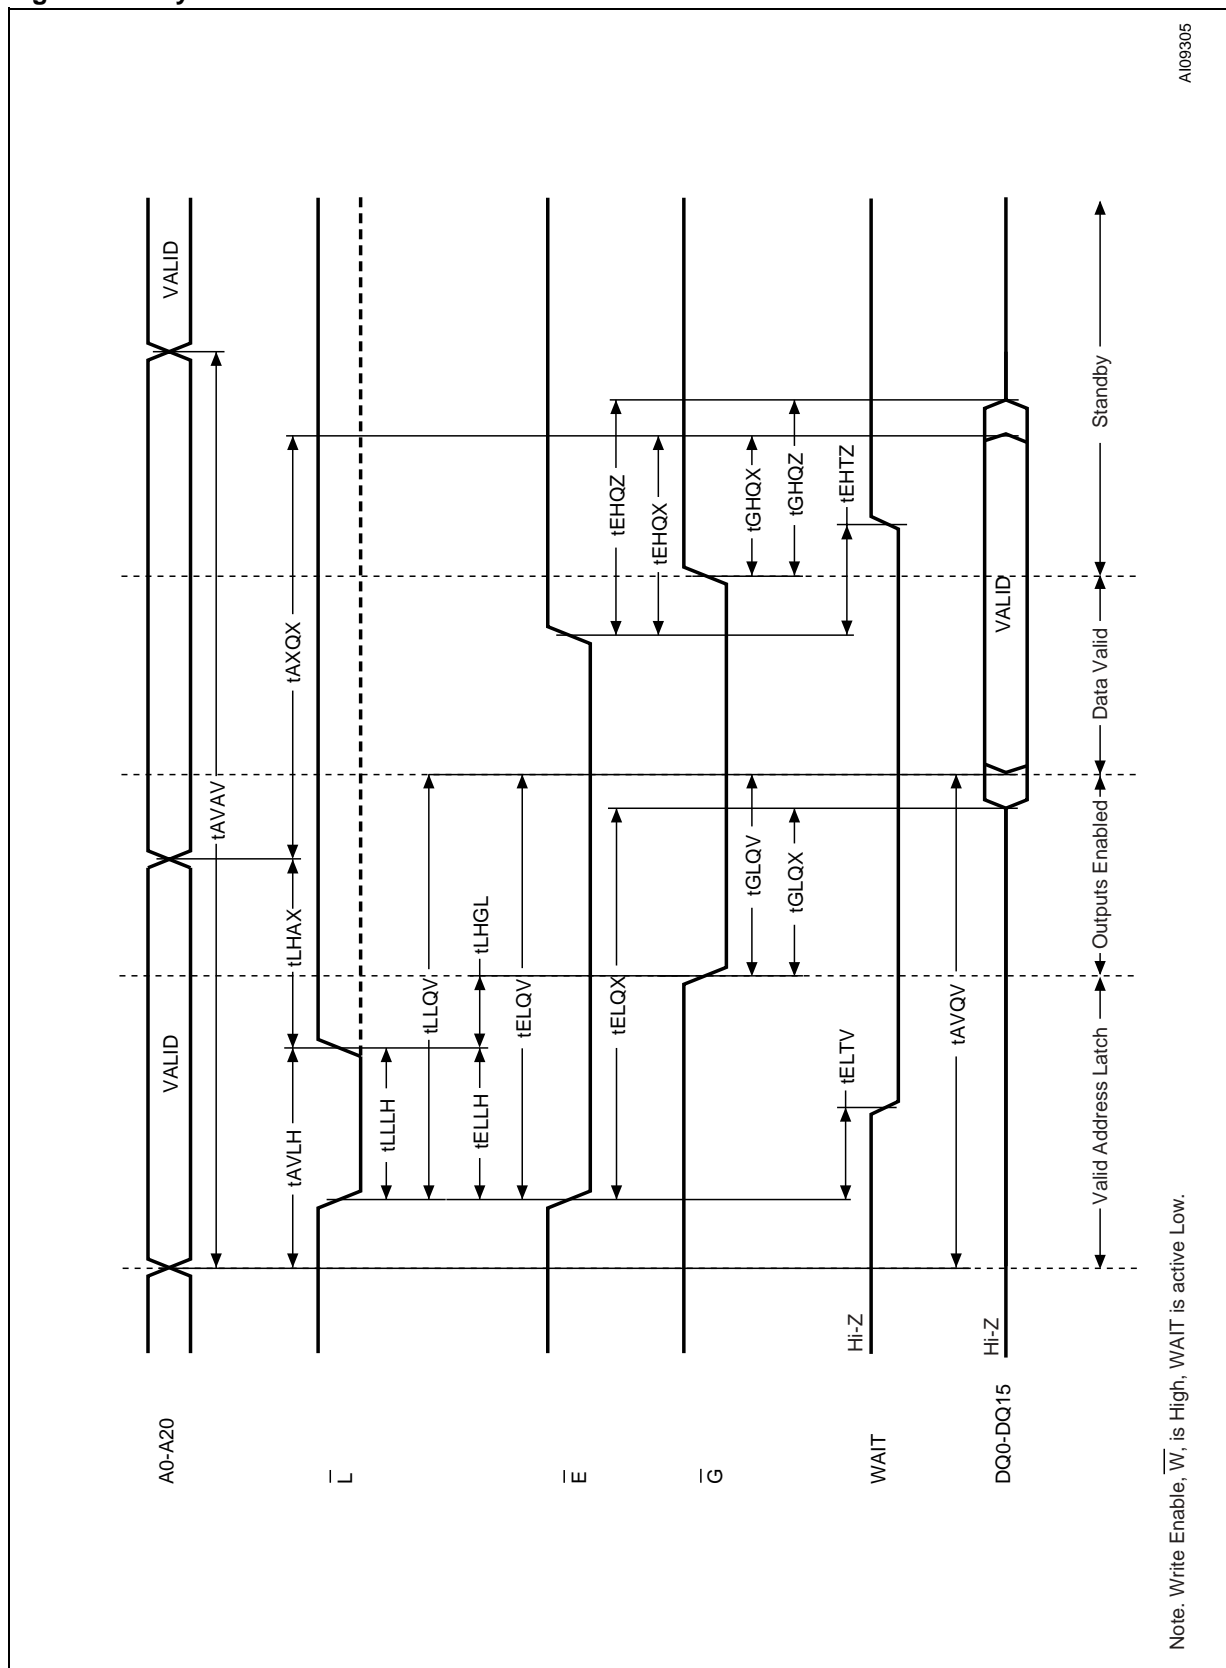 A0-A20
VALID
VALID
tAVAV
tAVLH
tLHAX
tAXQX
L
tLLLH
tLLQV
tELLH
tLHGL
tELQV
E
tELQX
tEHQZ
tEHQX
G
tGLQV
tGLQX
tGHQX
tGHQZ
WAIT
Hi-Z
tELTV
tEHTZ
tAVQV
DQ0-DQ15
Hi-Z
VALID
Valid Address Latch
Outputs Enabled
Data Valid
Standby
Note. Write Enable, W, is High, WAIT is active Low.
AI09305